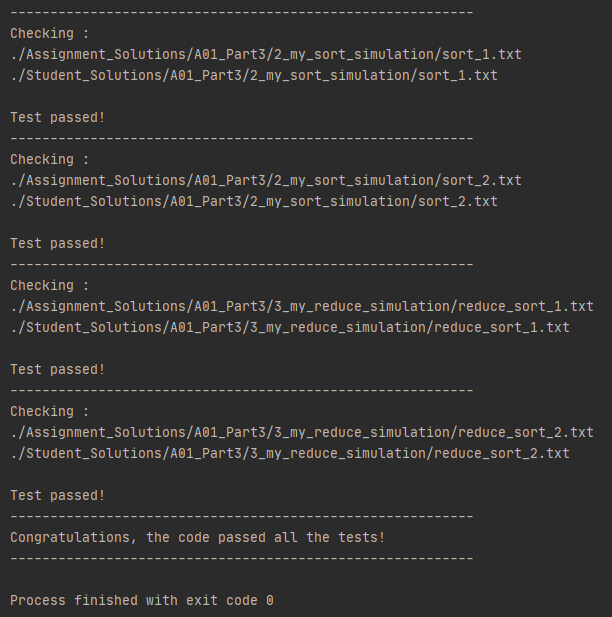 ----------------------------------------------------------
Checking :
./Assignment_Solutions/A01_Part3/2_my_sort_simulation/sort_1.txt
./Student_Solutions/A01_Part3/2_my_sort_simulation/sort_1.txt
Test passed!
----------------------------------------------------------
Checking :
./Assignment_Solutions/A01_Part3/2_my_sort_simulation/sort_2.txt
./Student_Solutions/A01_Part3/2_my_sort_simulation/sort_2.txt
Test passed!
----------------------------------------------------------
Checking :
./Assignment_Solutions/A01_Part3/3_my_reduce_simulation/reduce_sort_1.txt
./Student_Solutions/A01_Part3/3_my_reduce_simulation/reduce_sort_1.txt
Test passed!
----------------------------------------------------------
Checking :
./Assignment_Solutions/A01_Part3/3_my_reduce_simulation/reduce_sort_2.txt
./Student_Solutions/A01_Part3/3_my_reduce_simulation/reduce_sort_2.txt
Test passed!
----------------------------------------------------------
Congratulations, the code passed all the tests!
----------------------------------------------------------
Process finished with exit code 0